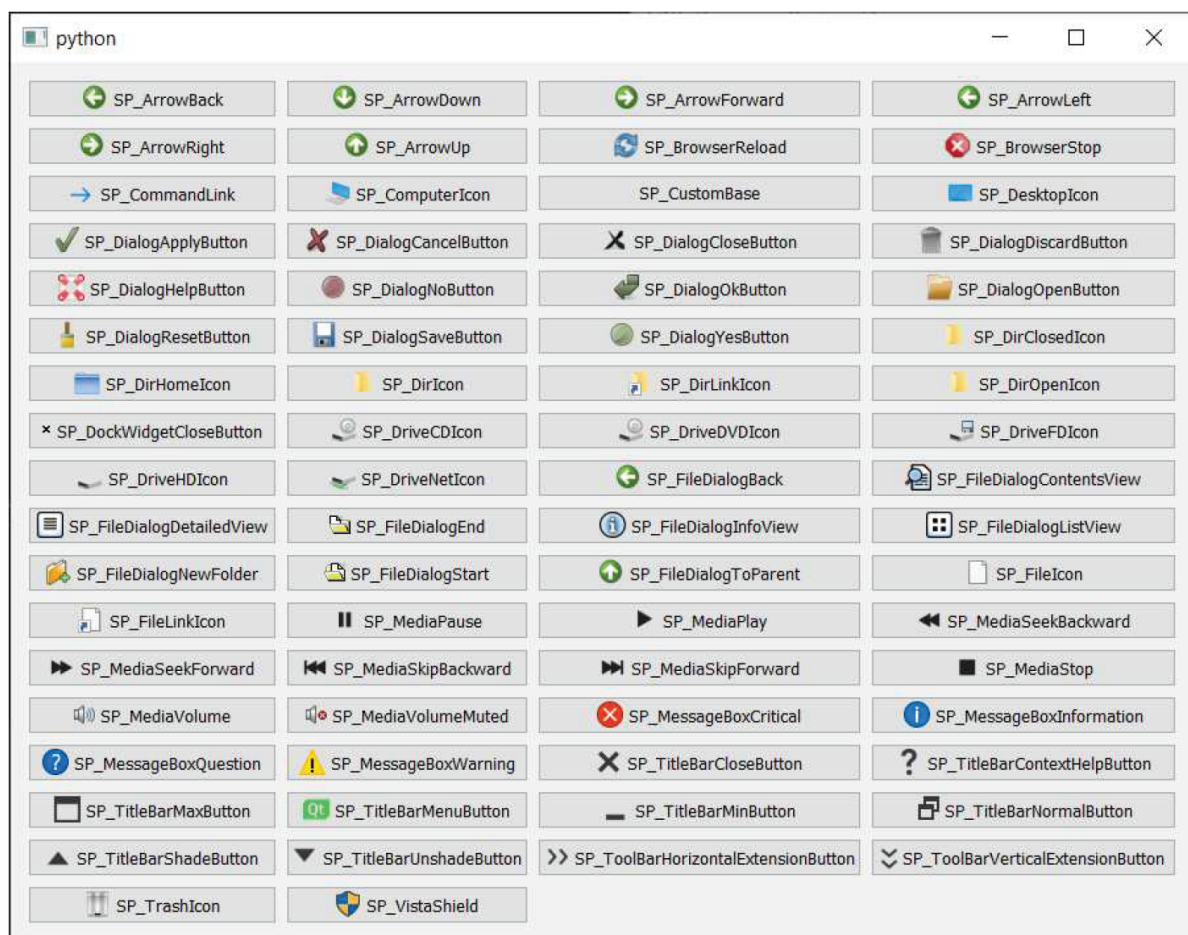 python
SP_ArrowBack SP_ArrowDown SP_ArrowForward SP_ArrowLeft
SP_ArrowRight SP_ArrowUp SP_BrowserReload SP_BrowserStop
SP_CommandLink SP_ComputerIcon SP_CustomBase SP_DesktopIcon
SP_DialogApplyButton SP_DialogCancelButton SP_DialogCloseButton SP_DialogDiscardButton
SP_DialogHelpButton SP_DialogNoButton SP_DialogOkButton SP_DialogOpenButton
SP_DialogResetButton SP_DialogSaveButton SP_DialogYesButton SP_DirClosedIcon
SP_DirHomeIcon SP_DirIcon SP_DirLinkIcon SP_DirOpenIcon
SP_DockWidgetCloseButton SP_DriveCDIcon SP_DriveDVDIcon SP_DriveFDIcon
SP_DriveHDIcon SP_DriveNetIcon SP_FileDialogBack SP_FileDialogContentsView
SP_FileDialogDetailedView SP_FileDialogEnd SP_FileDialogInfoView SP_FileDialogListView
SP_FileDialogNewFolder SP_FileDialogStart SP_FileDialogToParent SP_FileIcon
SP_FileLinkIcon SP_MediaPause SP_MediaPlay SP_MediaSeekBackward
SP_MediaSeekForward SP_MediaSkipBackward SP_MediaSkipForward SP_MediaStop
SP_MediaVolume SP_MediaVolumeMuted SP_MessageBoxCritical SP_MessageBoxInformation
SP_MessageBoxQuestion SP_MessageBoxWarning SP_TitleBarCloseButton SP_TitleBarContextHelpButton
SP_TitleBarMaxButton Qt SP_TitleBarMenuButton SP_TitleBarMinButton SP_TitleBarNormalButton
SP_TitleBarShadeButton SP_TitleBarUnshadeButton SP_ToolBarHorizontalExtensionButton SP_ToolBarVerticalExtensionButton
SP_TrashIcon SP_VistaShield